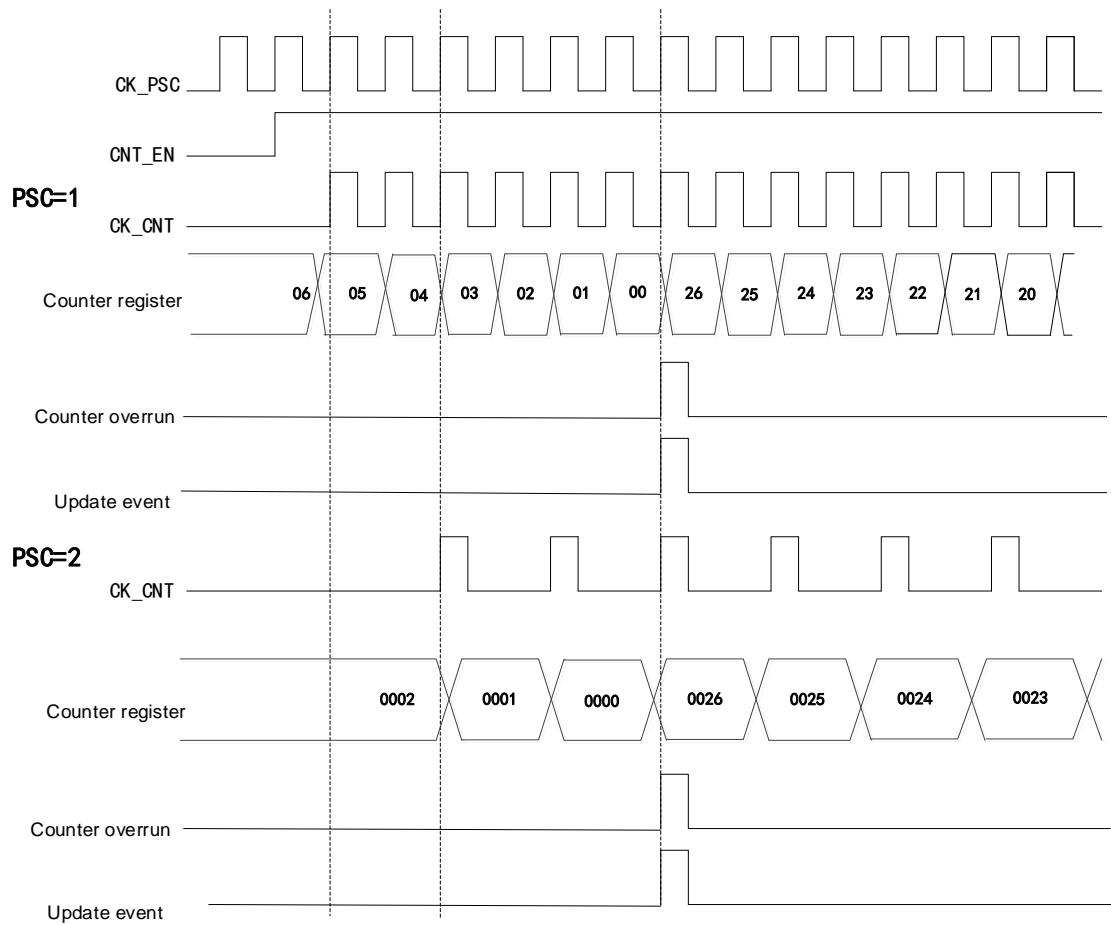 CK_PSC
CNT_EN
PSC=1
CK_CNT
Counter register 06 05 04 03 02 01 00 26 25 24 23 22 21 20
Counter overrun
Update event
PSC=2
CK_CNT
Counter register 0002 0001 0000 0026 0025 0024 0023
Counter overrun
Update event